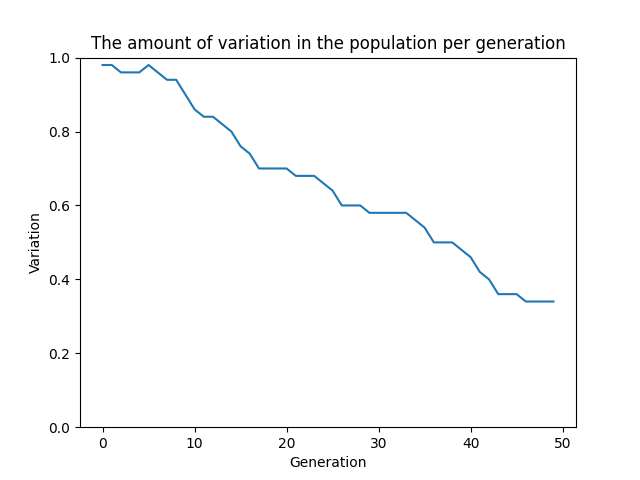 The amount of variation in the population per generation
1.0
0.8
0.6
0.4
0.2
0.0
Variation
0 10 20 30 40 50
Generation